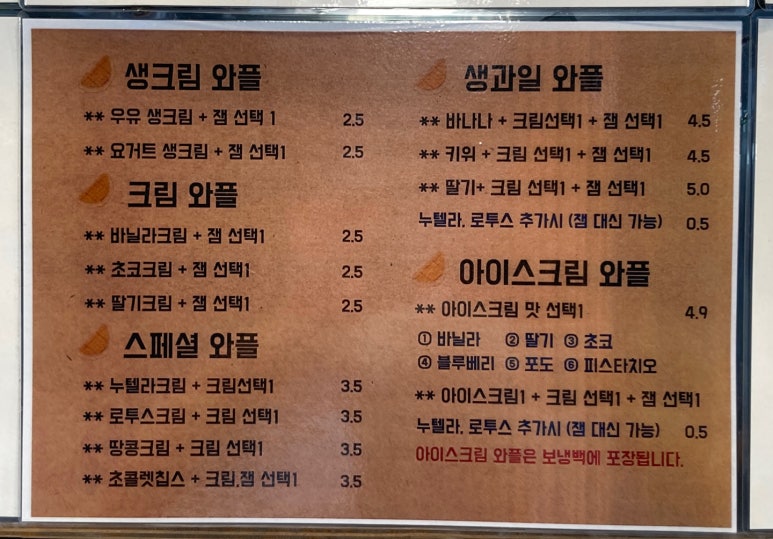 생크림 와플
** 우유 생크림 + 잼 선택 1 2.5
** 요거트 생크림 + 잼 선택1 2.5
크림 와플
** 바닐라크림 + 잼 선택1 2.5
** 초코크림 + 잼 선택1 2.5
** 딸기크림 + 잼 선택1 2.5
스페셜 와플
** 누텔라크림 + 크림선택1 3.5
** 로투스크림 + 크림 선택1 3.5
** 땅콩크림 + 크림 선택1 3.5
** 초콜렛칩스 + 크림,잼 선택1 3.5
생과일 와풀
** 바나나 + 크림선택1 + 잼 선택1 4.5
** 키위 + 크림 선택1 + 잼 선택1 4.5
** 딸기+ 크림 선택1 + 잼 선택1 5.0
누텔라, 로투스 추가시 (잼 대신 가능) 0.5
아이스크림 와플
** 아이스크림 맛 선택1 4.9
① 바닐라 ② 딸기 ③ 초코
④ 블루베리 ⑤ 포도 ⑥ 피스타치오
** 아이스크림1 + 크림 선택1 + 잼 선택1
누텔라, 로투스 추가시 (잼 대신 가능) 0.5
아이스크림 와플은 보냉백에 포장됩니다.